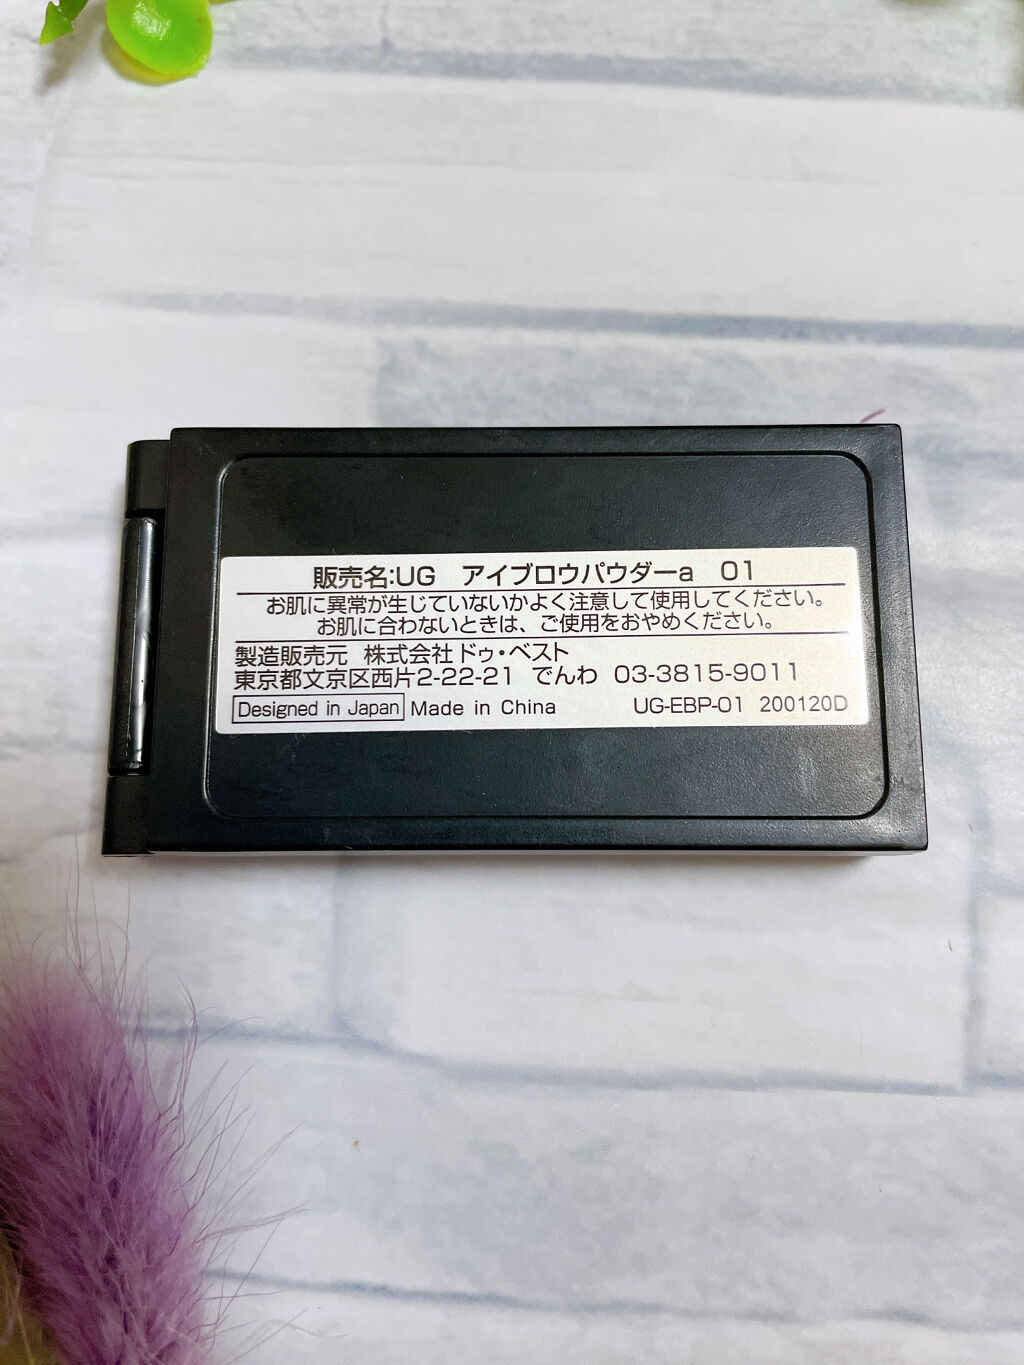 販売名:UG アイブロウパウダーa 01
お肌に異常が生じていないかよく注意して使用してください。
お肌に合わないときは、ご使用をおやめください。
製造販売元 株式会社ドゥ・ベスト
東京都文京区西片2-22-21 でんわ 03-3815-9011
Designed in Japan Made in China UG-EBP-01 200120D